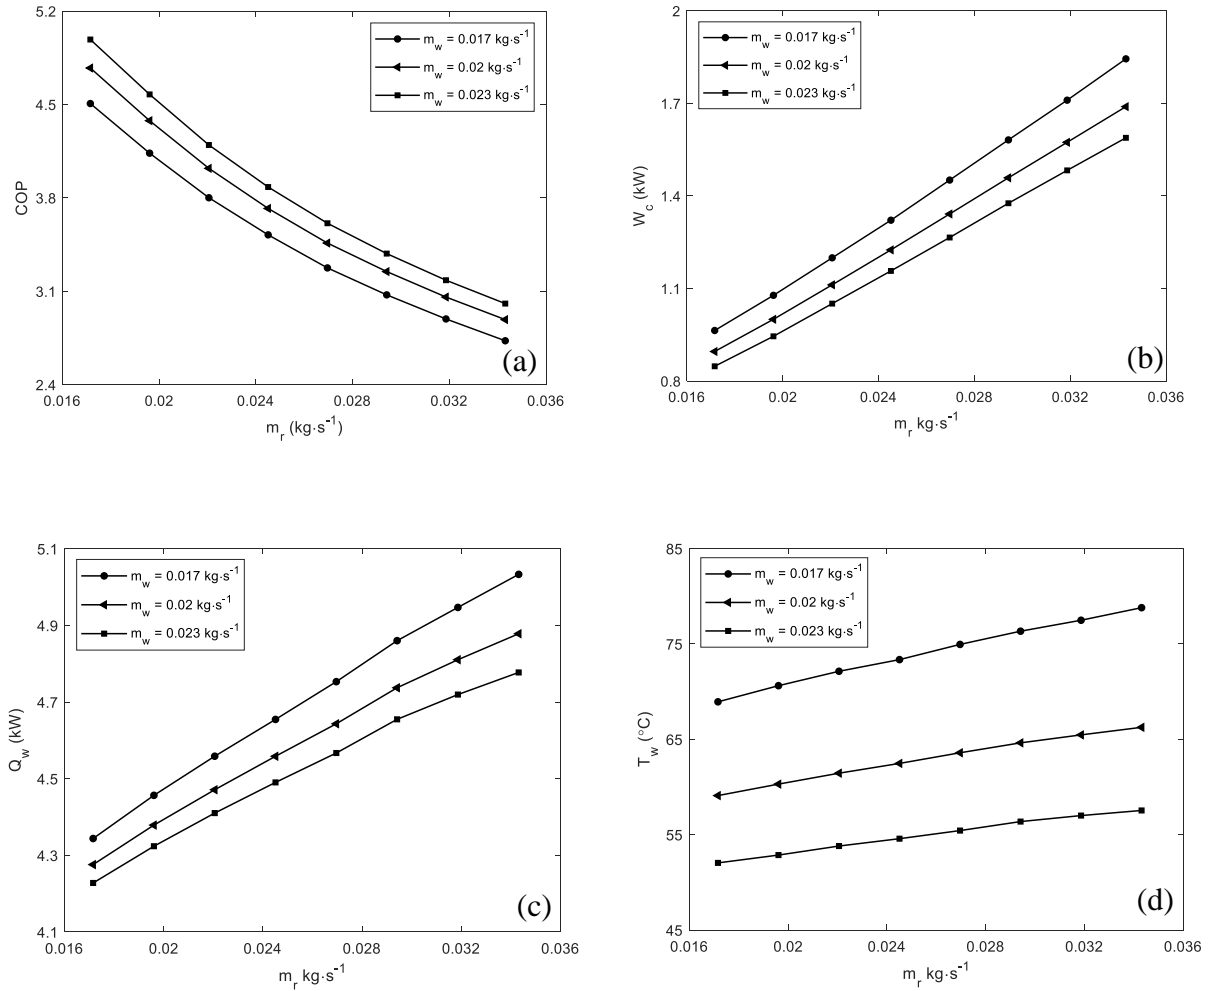 5.2
4.5
3.8
3.1
2.4
COP
m_w = 0.017 kg·s⁻¹
m_w = 0.02 kg·s⁻¹
m_w = 0.023 kg·s⁻¹
(a)
0.016 0.02 0.024 0.028 0.032 0.036
m_r (kg·s⁻¹)
2
1.7
1.4
1.1
0.8
W_c (kW)
m_w = 0.017 kg·s⁻¹
m_w = 0.02 kg·s⁻¹
m_w = 0.023 kg·s⁻¹
(b)
0.016 0.02 0.024 0.028 0.032 0.036
m_r kg·s⁻¹
5.1
4.9
4.7
4.5
4.3
4.1
Q_w (kW)
m_w = 0.017 kg·s⁻¹
m_w = 0.02 kg·s⁻¹
m_w = 0.023 kg·s⁻¹
(c)
0.016 0.02 0.024 0.028 0.032 0.036
m_r kg·s⁻¹
85
75
65
55
45
T_w (°C)
m_w = 0.017 kg·s⁻¹
m_w = 0.02 kg·s⁻¹
m_w = 0.023 kg·s⁻¹
(d)
0.016 0.02 0.024 0.028 0.032 0.036
m_r kg·s⁻¹